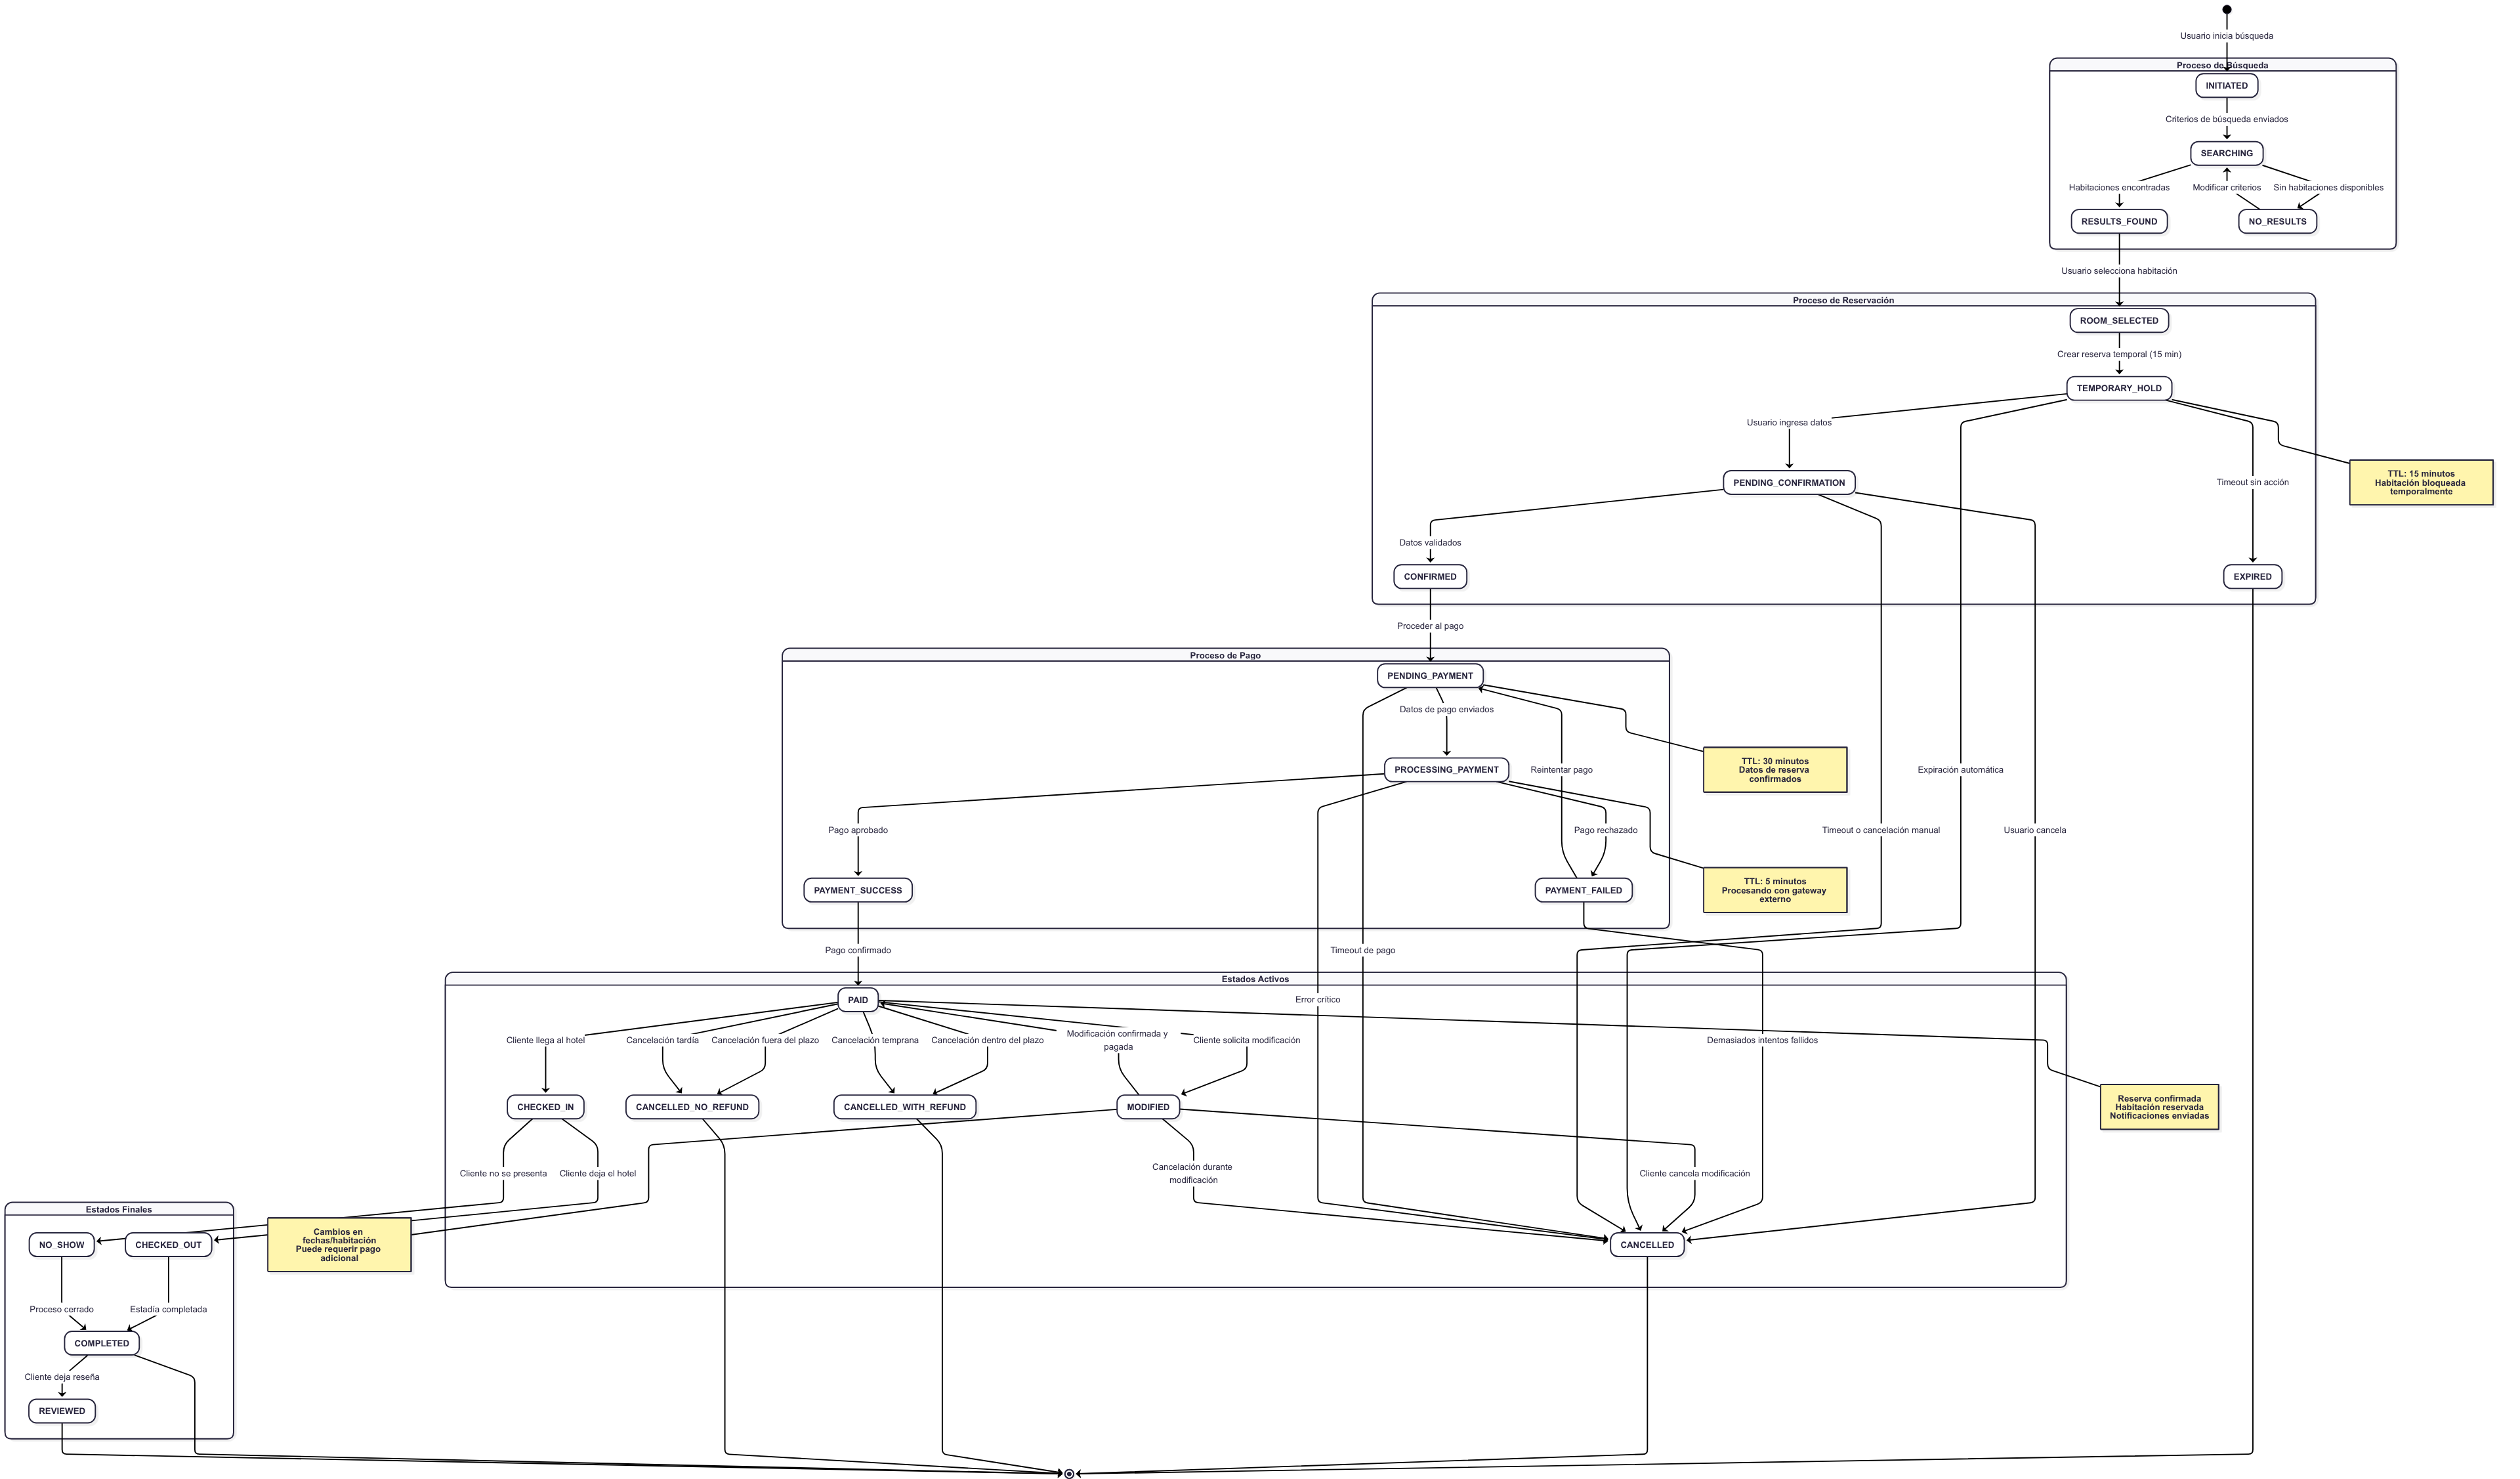 Usuario inicia búsqueda
Proceso de Búsqueda
INITIATED
Criterios de búsqueda enviados
SEARCHING
Habitaciones encontradas
Modificar criterios
Sin habitaciones disponibles
RESULTS_FOUND
NO_RESULTS
Usuario selecciona habitación
Proceso de Reservación
ROOM_SELECTED
Crear reserva temporal (15 min)
TEMPORARY_HOLD
Usuario ingresa datos
TTL: 15 minutos
Habitación bloqueada
temporalmente
PENDING_CONFIRMATION
Timeout sin acción
Datos validados
CONFIRMED
EXPIRED
Proceder al pago
Proceso de Pago
PENDING_PAYMENT
Datos de pago enviados
TTL: 30 minutos
Datos de reserva
confirmados
PROCESSING_PAYMENT
Reintentar pago
Expiración automática
Pago aprobado
Pago rechazado
Timeout o cancelación manual
Usuario cancela
TTL: 5 minutos
Procesando con gateway
externo
PAYMENT_SUCCESS
PAYMENT_FAILED
Pago confirmado
Timeout de pago
Estados Activos
PAID
Error crítico
Cliente llega al hotel
Cancelación tardía
Cancelación fuera del plazo
Cancelación temprana
Cancelación dentro del plazo
Modificación confirmada y
pagada
Cliente solicita modificación
Demasiados intentos fallidos
CHECKED_IN
CANCELLED_NO_REFUND
CANCELLED_WITH_REFUND
MODIFIED
Reserva confirmada
Habitación reservada
Notificaciones enviadas
Cliente no se presenta
Cliente deja el hotel
Cancelación durante
modificación
Cliente cancela modificación
Estados Finales
NO_SHOW
CHECKED_OUT
Cambios en
fechas/habitación
Puede requerir pago
adicional
CANCELLED
Proceso cerrado
Estadía completada
COMPLETED
Cliente deja reseña
REVIEWED